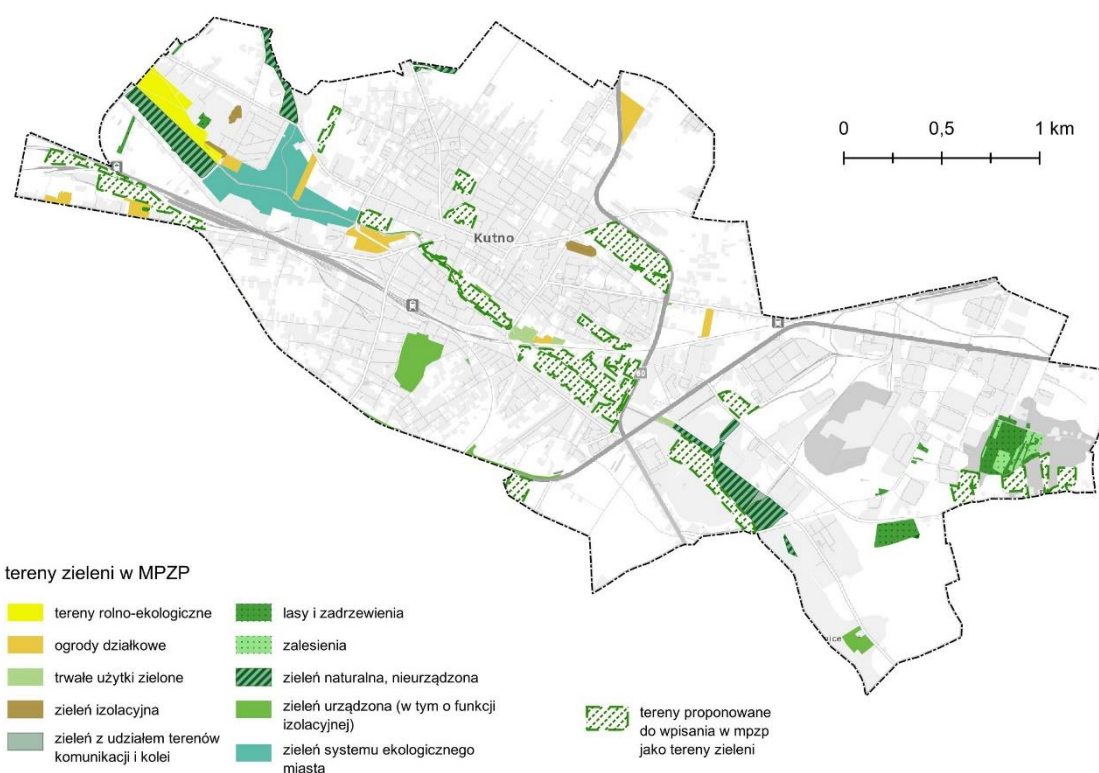 0 0,5 1 km
Kutno
tereny zieleni w MPZP
tereny rolno-ekologiczne
ogrody działkowe
trwałe użytki zielone
zieleń izolacyjna
zieleń z udziałem terenów
komunikacji i kolei
lasy i zadrzewienia
zalesienia
zieleń naturalna, nieurządzona
zieleń urządzona (w tym o funkcji
izolacyjnej)
zieleń systemu ekologicznego
miasta
tereny proponowane
do wpisania w mpzp
jako tereny zieleni